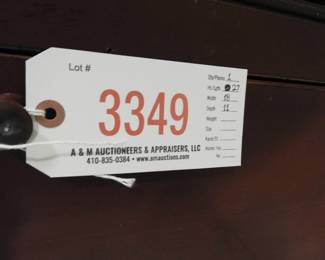 Lot #
3349
A & M AUCTIONEERS & APPRAISERS, LLC
410-835-0384 • www.amauctions.com
Qty/Pieces 1
Ht/Lgth 27
Width 18
Depth 11
Weight:
Size